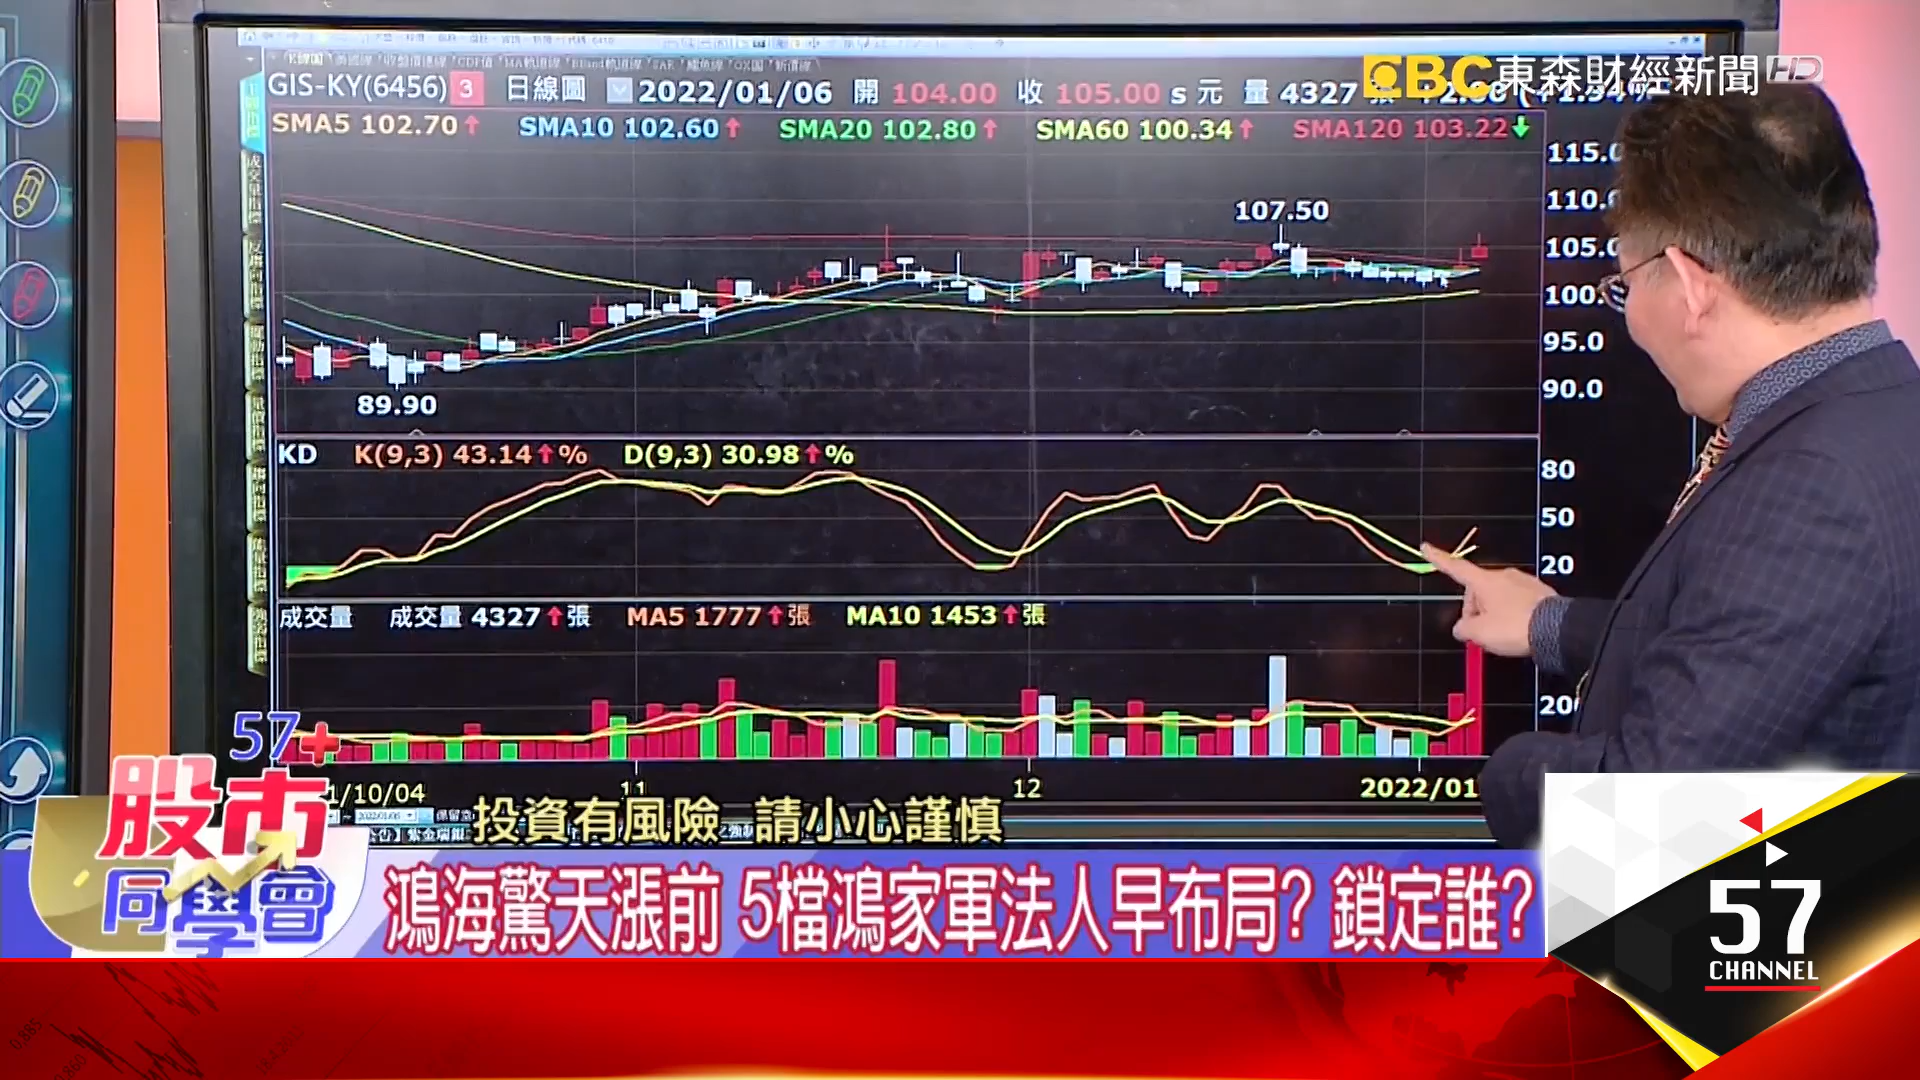 EBC東森財經新聞HD
GIS-KY(6456) 3 日線圖 2022/01/06 開 104.00 收 105.00 s 元 量 4327
SMA5 102.70↑ SMA10 102.60↑ SMA20 102.80↑ SMA60 100.34↑ SMA120 103.22↓
115.0
110.0
107.50
105.0
100.
95.0
90.0
89.90
KD K(9,3) 43.14↑% D(9,3) 30.98↑%
80
50
20
成交量 成交量 4327↑張 MA5 1777↑張 MA10 1453↑張
200
1/10/04 11 12 2022/01
57+
股市
同學會
投資有風險 請小心謹慎
鴻海驚天漲前 5檔鴻家軍法人早布局? 鎖定誰?
57
CHANNEL